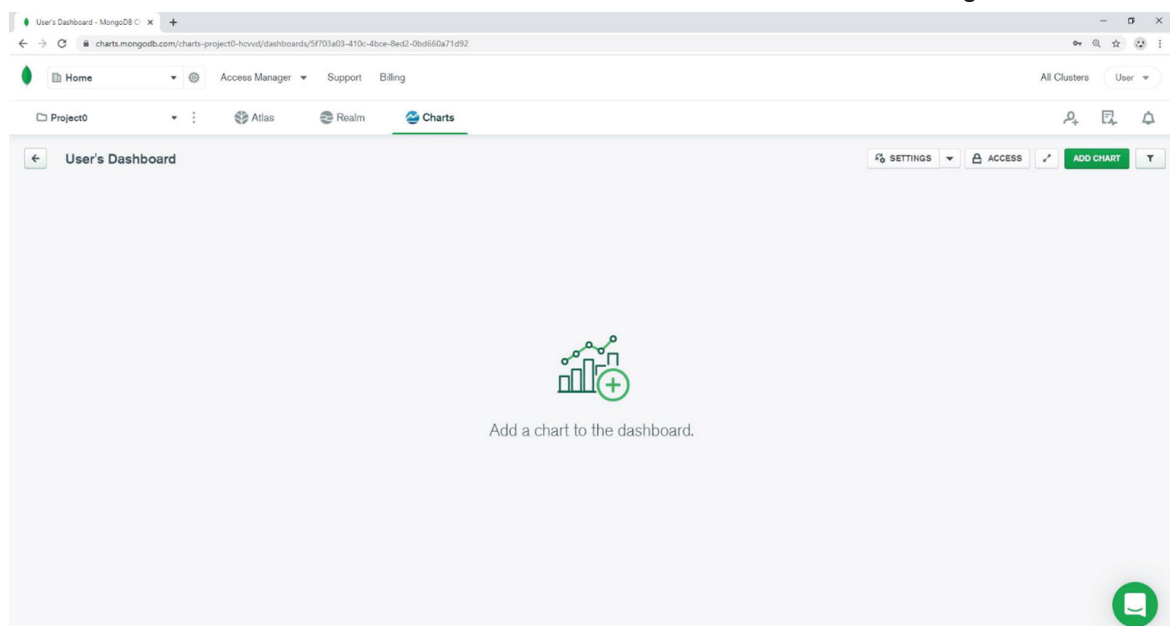 User's Dashboard - MongoDB C
charts.mongodb.com/charts-project0-hcvvd/dashboards/5f703a03-410c-4bce-8ed2-0bd660a71d92
Home Access Manager Support Billing All Clusters User
Project0 Atlas Realm Charts
User's Dashboard SETTINGS ACCESS ADD CHART
Add a chart to the dashboard.